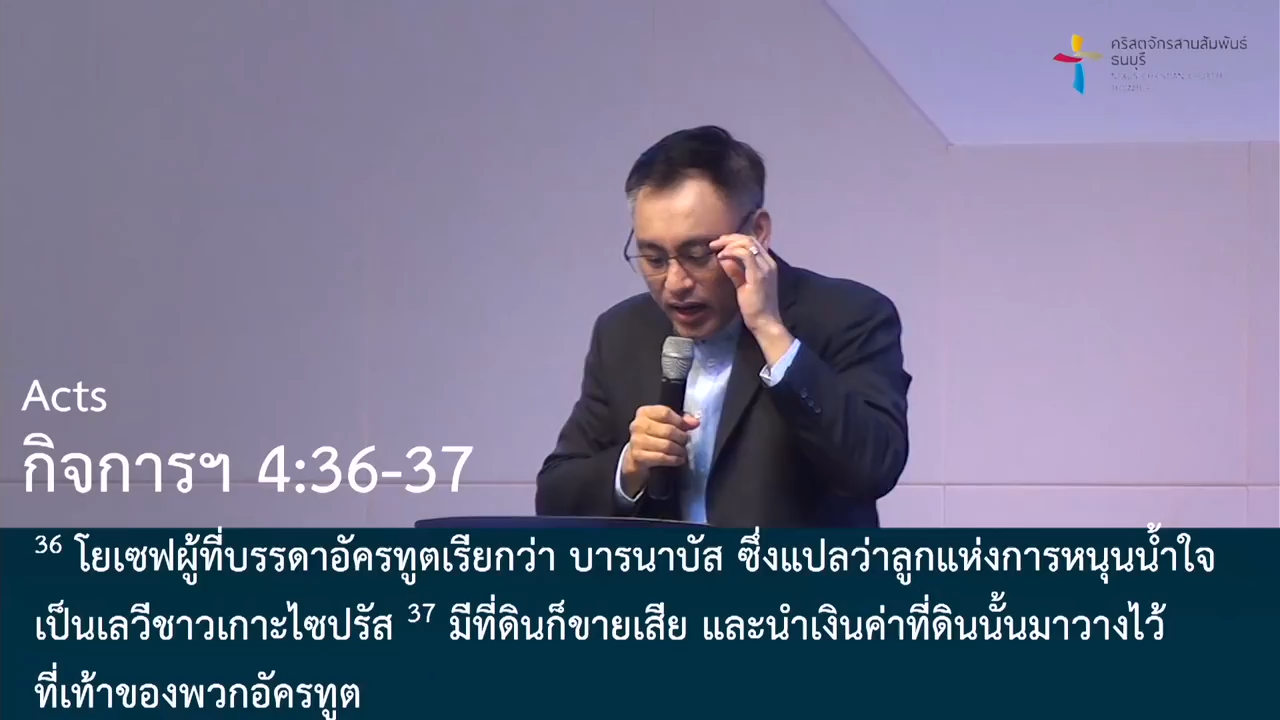 คริสตจักรสานสัมพันธ์
ธนบุรี
Acts
กิจการฯ 4:36-37
36 โยเซฟผู้ที่บรรดาอัครทูตเรียกว่า บารนาบัส ซึ่งแปลว่าลูกแห่งการหนุนน้ำใจ
เป็นเลวีชาวเกาะไซปรัส 37 มีที่ดินก็ขายเสีย และนำเงินค่าที่ดินนั้นมาวางไว้
ที่เท้าของพวกอัครทูต